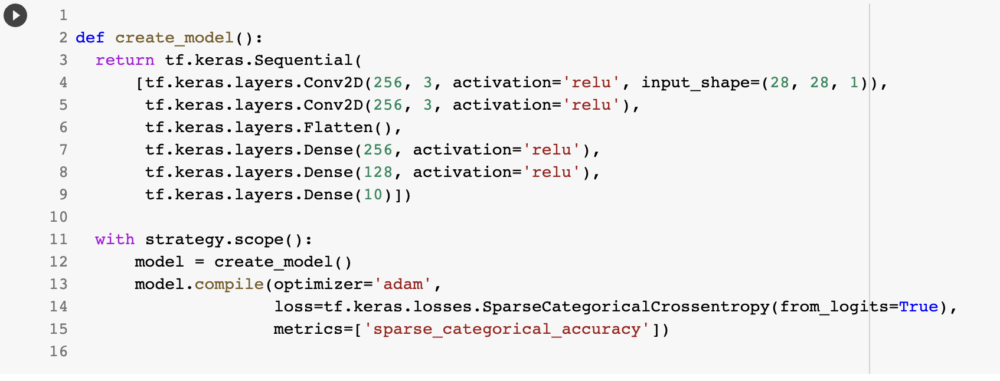 1
2 def create_model():
3   return tf.keras.Sequential(
4       [tf.keras.layers.Conv2D(256, 3, activation='relu', input_shape=(28, 28, 1)),
5        tf.keras.layers.Conv2D(256, 3, activation='relu'),
6        tf.keras.layers.Flatten(),
7        tf.keras.layers.Dense(256, activation='relu'),
8        tf.keras.layers.Dense(128, activation='relu'),
9        tf.keras.layers.Dense(10)])
10
11   with strategy.scope():
12       model = create_model()
13       model.compile(optimizer='adam',
14                     loss=tf.keras.losses.SparseCategoricalCrossentropy(from_logits=True),
15                     metrics=['sparse_categorical_accuracy'])
16